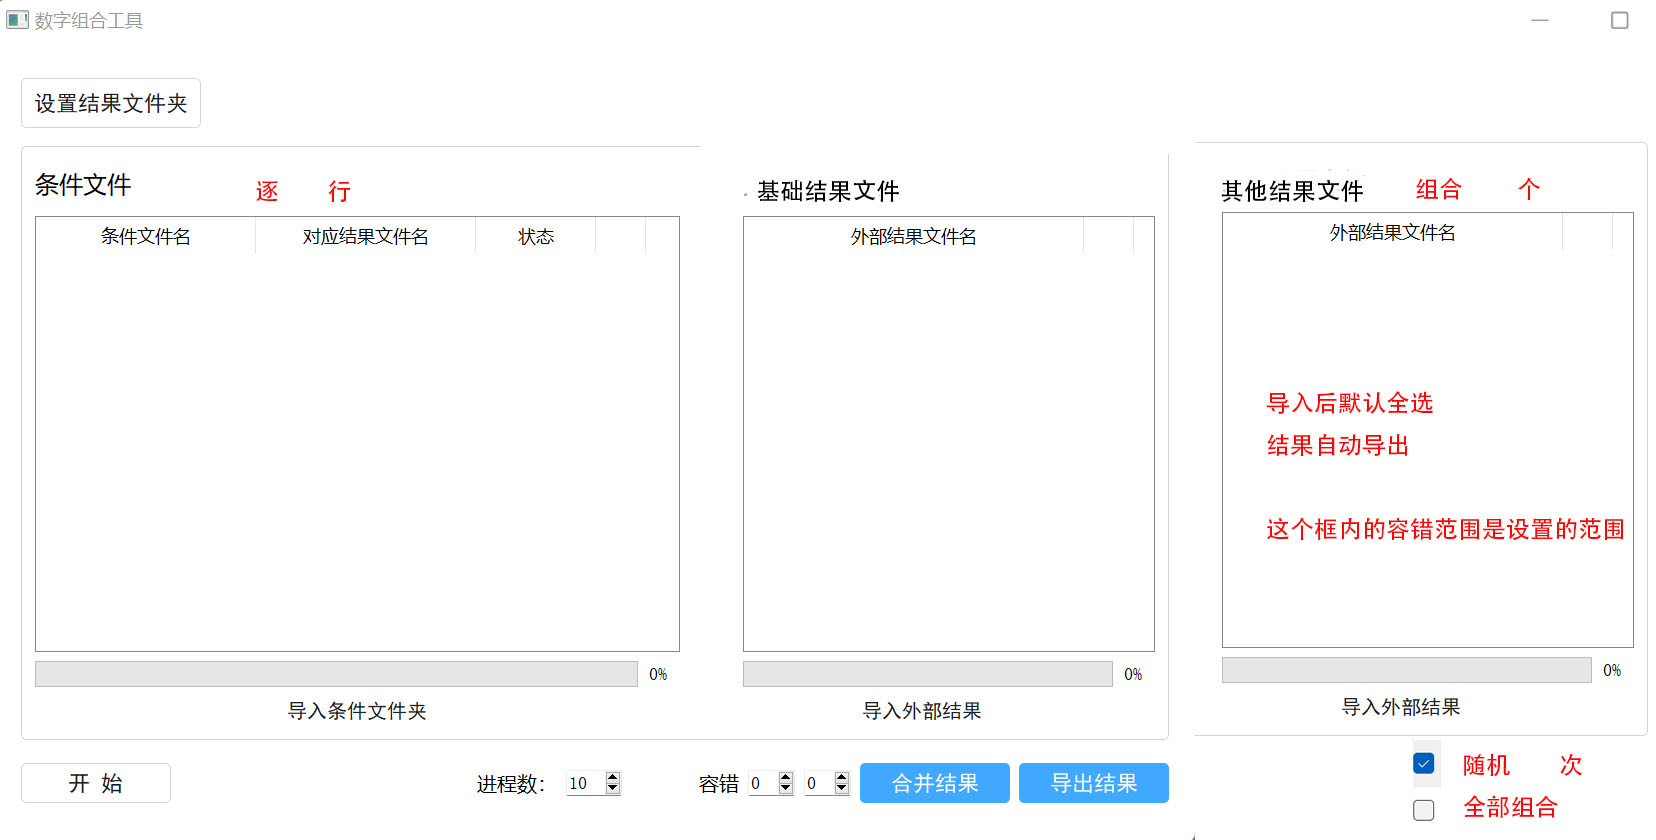 数字组合工具
设置结果文件夹
条件文件 逐 行
条件文件名 对应结果文件名 状态
0%
导入条件文件夹
基础结果文件
外部结果文件名
0%
导入外部结果
其他结果文件 组合 个
外部结果文件名
导入后默认全选
结果自动导出
这个框内的容错范围是设置的范围
0%
导入外部结果
开 始 进程数： 10 容错 0 0 合并结果 导出结果
随机 次
全部组合